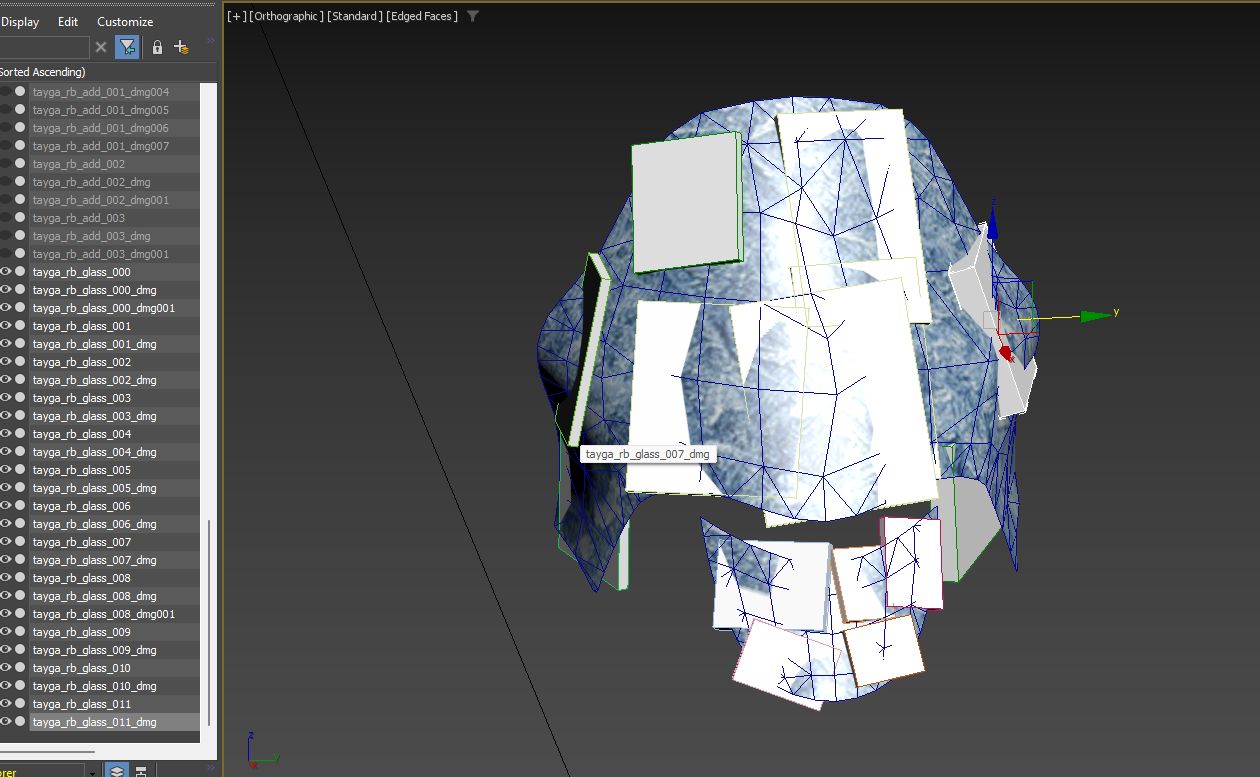 Display Edit Customize
[+] [Orthographic ] [Standard ] [Edged Faces ]
Sorted Ascending)
tayga_rb_add_001_dmg004
tayga_rb_add_001_dmg005
tayga_rb_add_001_dmg006
tayga_rb_add_001_dmg007
tayga_rb_add_002
tayga_rb_add_002_dmg
tayga_rb_add_002_dmg001
tayga_rb_add_003
tayga_rb_add_003_dmg
tayga_rb_add_003_dmg001
tayga_rb_glass_000
tayga_rb_glass_000_dmg
tayga_rb_glass_000_dmg001
tayga_rb_glass_001
tayga_rb_glass_001_dmg
tayga_rb_glass_002
tayga_rb_glass_002_dmg
tayga_rb_glass_003
tayga_rb_glass_003_dmg
tayga_rb_glass_004
tayga_rb_glass_004_dmg
tayga_rb_glass_005
tayga_rb_glass_005_dmg
tayga_rb_glass_006
tayga_rb_glass_006_dmg
tayga_rb_glass_007
tayga_rb_glass_007_dmg
tayga_rb_glass_008
tayga_rb_glass_008_dmg
tayga_rb_glass_008_dmg001
tayga_rb_glass_009
tayga_rb_glass_009_dmg
tayga_rb_glass_010
tayga_rb_glass_010_dmg
tayga_rb_glass_011
tayga_rb_glass_011_dmg
orer
z
y
x
tayga_rb_glass_007_dmg
z
y
x